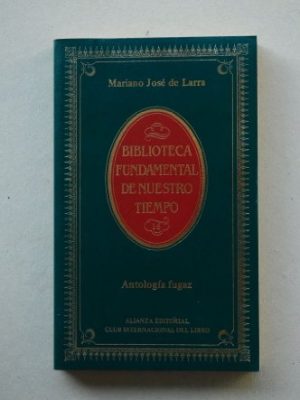 Mariano José de Larra
BIBLIOTECA
FUNDAMENTAL
DE NUESTRO
TIEMPO
Antología fugaz
ALIANZA EDITORIAL
CLUB INTERNACIONAL DEL LIBRO